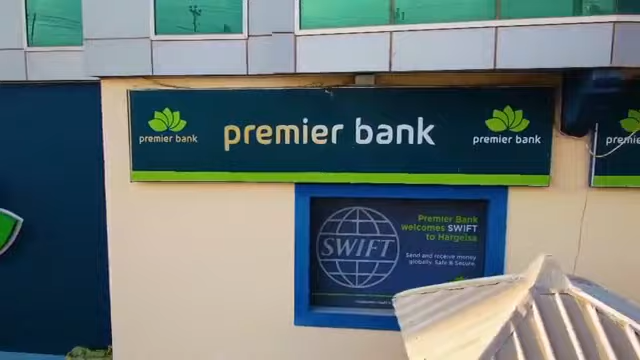 premier bank
premier bank
premier bank
premie
SWIFT
Premier Bank
welcomes SWIFT
to Hargeisa
Send and receive money
globally. Safe & Secure.